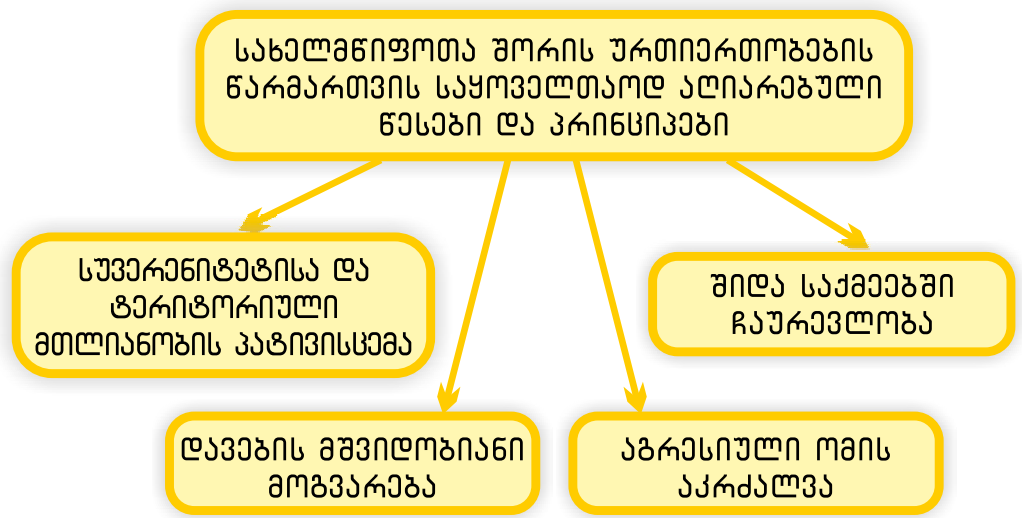 სახელმწიფოთა შორის ურთიერთობების
წარმართვის საყოველთაოდ აღიარებული
წესები და პრინციპები
სუვერენიტეტისა და
ტერიტორიული
მთლიანობის პატივისცემა
შიდა საქმეებში
ჩაურევლობა
დავების მშვიდობიანი
მოგვარება
აგრესიული ომის
აკრძალვა